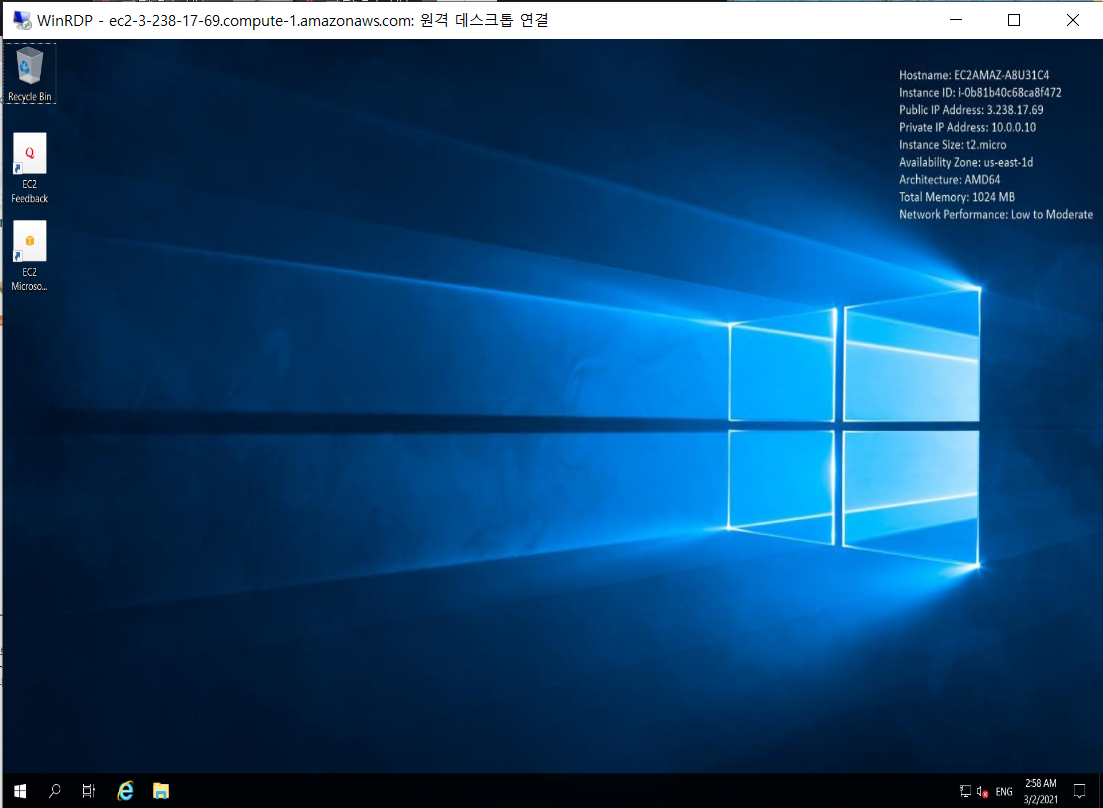 WinRDP - ec2-3-238-17-69.compute-1.amazonaws.com: 원격 데스크톱 연결
Recycle Bin
Q
EC2
Feedback
EC2
Microso...
Hostname: EC2AMAZ-A8U31C4
Instance ID: i-0b81b40c68ca8f472
Public IP Address: 3.238.17.69
Private IP Address: 10.0.0.10
Instance Size: t2.micro
Availability Zone: us-east-1d
Architecture: AMD64
Total Memory: 1024 MB
Network Performance: Low to Moderate
ENG
2:58 AM
3/2/2021